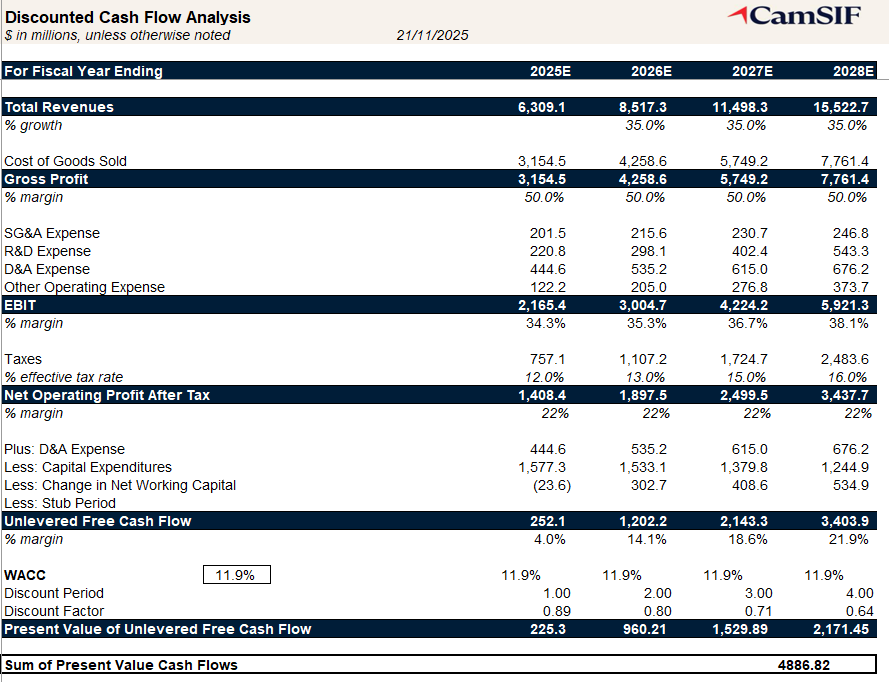 Discounted Cash Flow Analysis
CamSIF
$ in millions, unless otherwise noted 21/11/2025
For Fiscal Year Ending 2025E 2026E 2027E 2028E
Total Revenues 6,309.1 8,517.3 11,498.3 15,522.7
% growth 35.0% 35.0% 35.0%
Cost of Goods Sold 3,154.5 4,258.6 5,749.2 7,761.4
Gross Profit 3,154.5 4,258.6 5,749.2 7,761.4
% margin 50.0% 50.0% 50.0% 50.0%
SG&A Expense 201.5 215.6 230.7 246.8
R&D Expense 220.8 298.1 402.4 543.3
D&A Expense 444.6 535.2 615.0 676.2
Other Operating Expense 122.2 205.0 276.8 373.7
EBIT 2,165.4 3,004.7 4,224.2 5,921.3
% margin 34.3% 35.3% 36.7% 38.1%
Taxes 757.1 1,107.2 1,724.7 2,483.6
% effective tax rate 12.0% 13.0% 15.0% 16.0%
Net Operating Profit After Tax 1,408.4 1,897.5 2,499.5 3,437.7
% margin 22% 22% 22% 22%
Plus: D&A Expense 444.6 535.2 615.0 676.2
Less: Capital Expenditures 1,577.3 1,533.1 1,379.8 1,244.9
Less: Change in Net Working Capital (23.6) 302.7 408.6 534.9
Less: Stub Period
Unlevered Free Cash Flow 252.1 1,202.2 2,143.3 3,403.9
% margin 4.0% 14.1% 18.6% 21.9%
WACC 11.9% 11.9% 11.9% 11.9% 11.9%
Discount Period 1.00 2.00 3.00 4.00
Discount Factor 0.89 0.80 0.71 0.64
Present Value of Unlevered Free Cash Flow 225.3 960.21 1,529.89 2,171.45
Sum of Present Value Cash Flows 4886.82